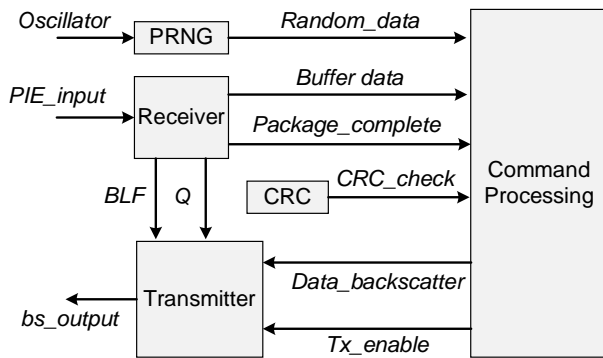 Oscillator
PRNG
Random_data
PIE_input
Receiver
Buffer data
Package_complete
Command
Processing
BLF
Q
CRC
CRC_check
Transmitter
Data_backscatter
bs_output
Tx_enable